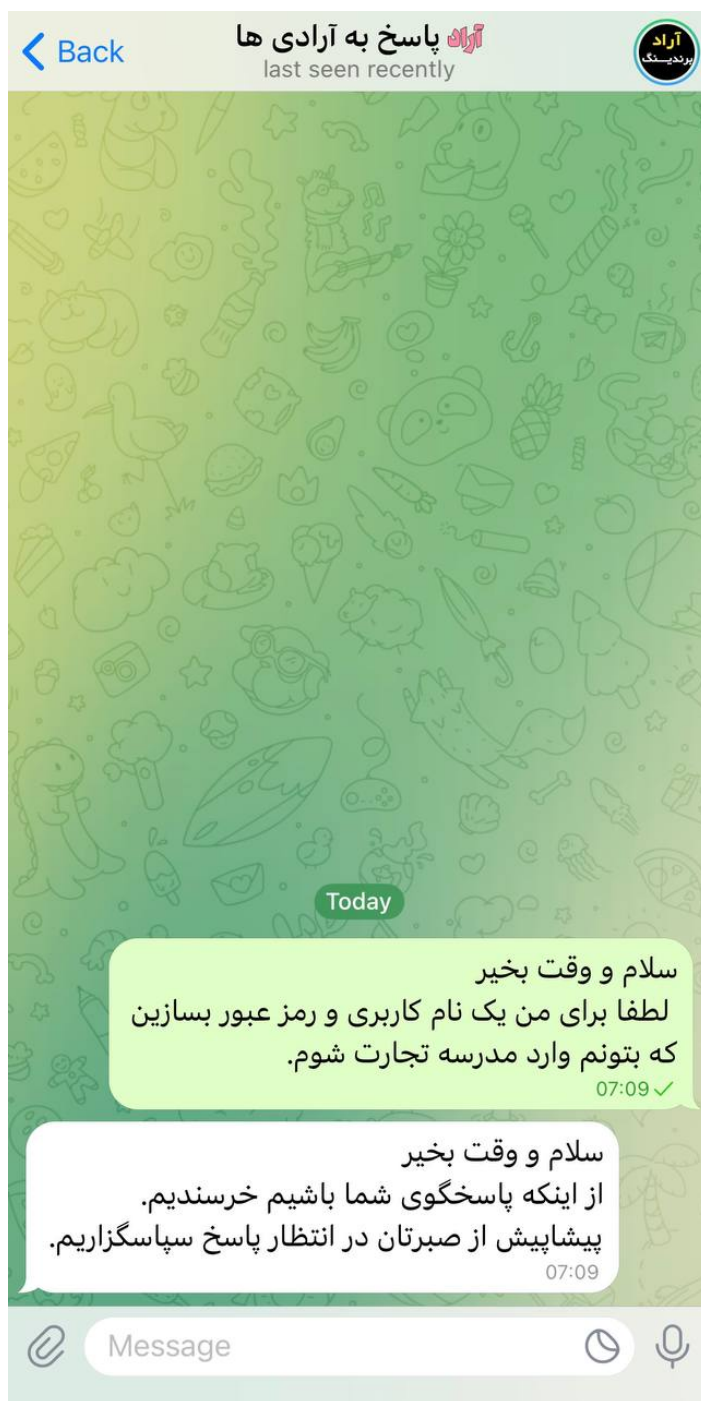 Back
آراد پاسخ به آرادی ها
last seen recently
آراد
برندینگ
Today
سلام و وقت بخیر
لطفا برای من یک نام کاربری و رمز عبور بسازین
که بتونم وارد مدرسه تجارت شوم.
07:09
سلام و وقت بخیر
از اینکه پاسخگوی شما باشیم خرسندیم.
پیشاپیش از صبرتان در انتظار پاسخ سپاسگزاریم.
07:09
Message